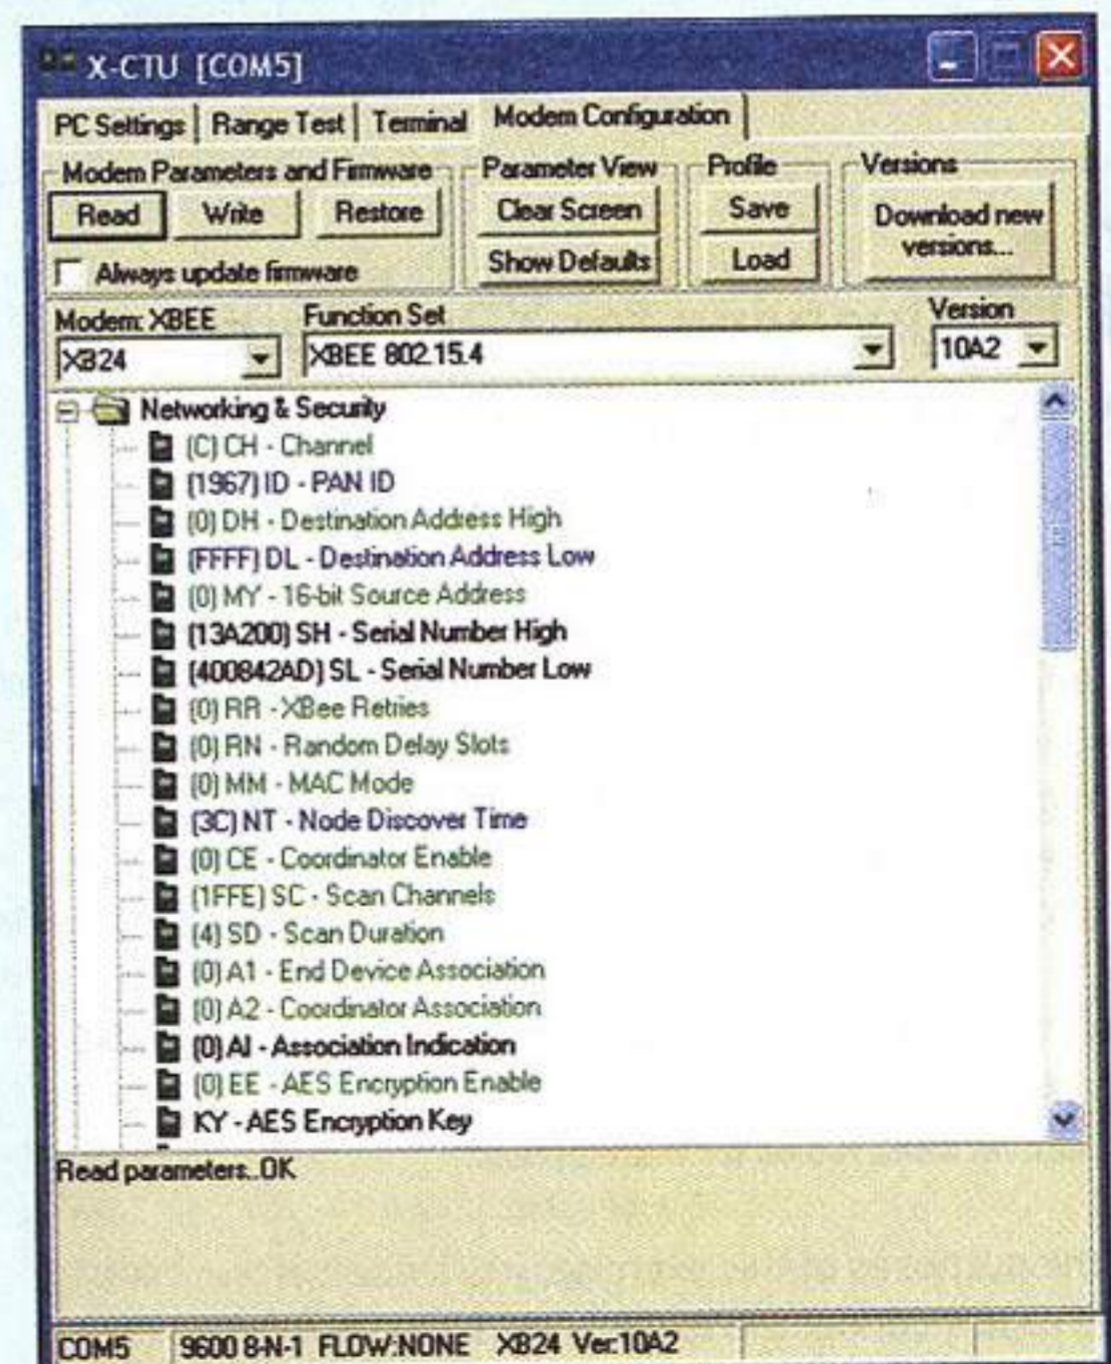 X-CTU [COM5]
PC Settings Range Test Terminal Modem Configuration
Modem Parameters and Firmware Parameter View Profile Versions
Read Write Restore Clear Screen Save Download new versions...
Always update firmware Show Defaults Load
Modem: XBEE Function Set Version
XB24 XBEE 802.15.4 10A2
Networking & Security
(C) CH - Channel
(1967) ID - PAN ID
(0) DH - Destination Address High
(FFFF) DL - Destination Address Low
(0) MY - 16-bit Source Address
(13A200) SH - Serial Number High
(400842AD) SL - Serial Number Low
(0) RR - XBee Retries
(0) RN - Random Delay Slots
(0) MM - MAC Mode
(3C) NT - Node Discover Time
(0) CE - Coordinator Enable
(1FFE) SC - Scan Channels
(4) SD - Scan Duration
(0) A1 - End Device Association
(0) A2 - Coordinator Association
(0) AI - Association Indication
(0) EE - AES Encryption Enable
KY - AES Encryption Key
Read parameters..OK
COM5 9600 8-N-1 FLOW:NONE XB24 Ver:10A2